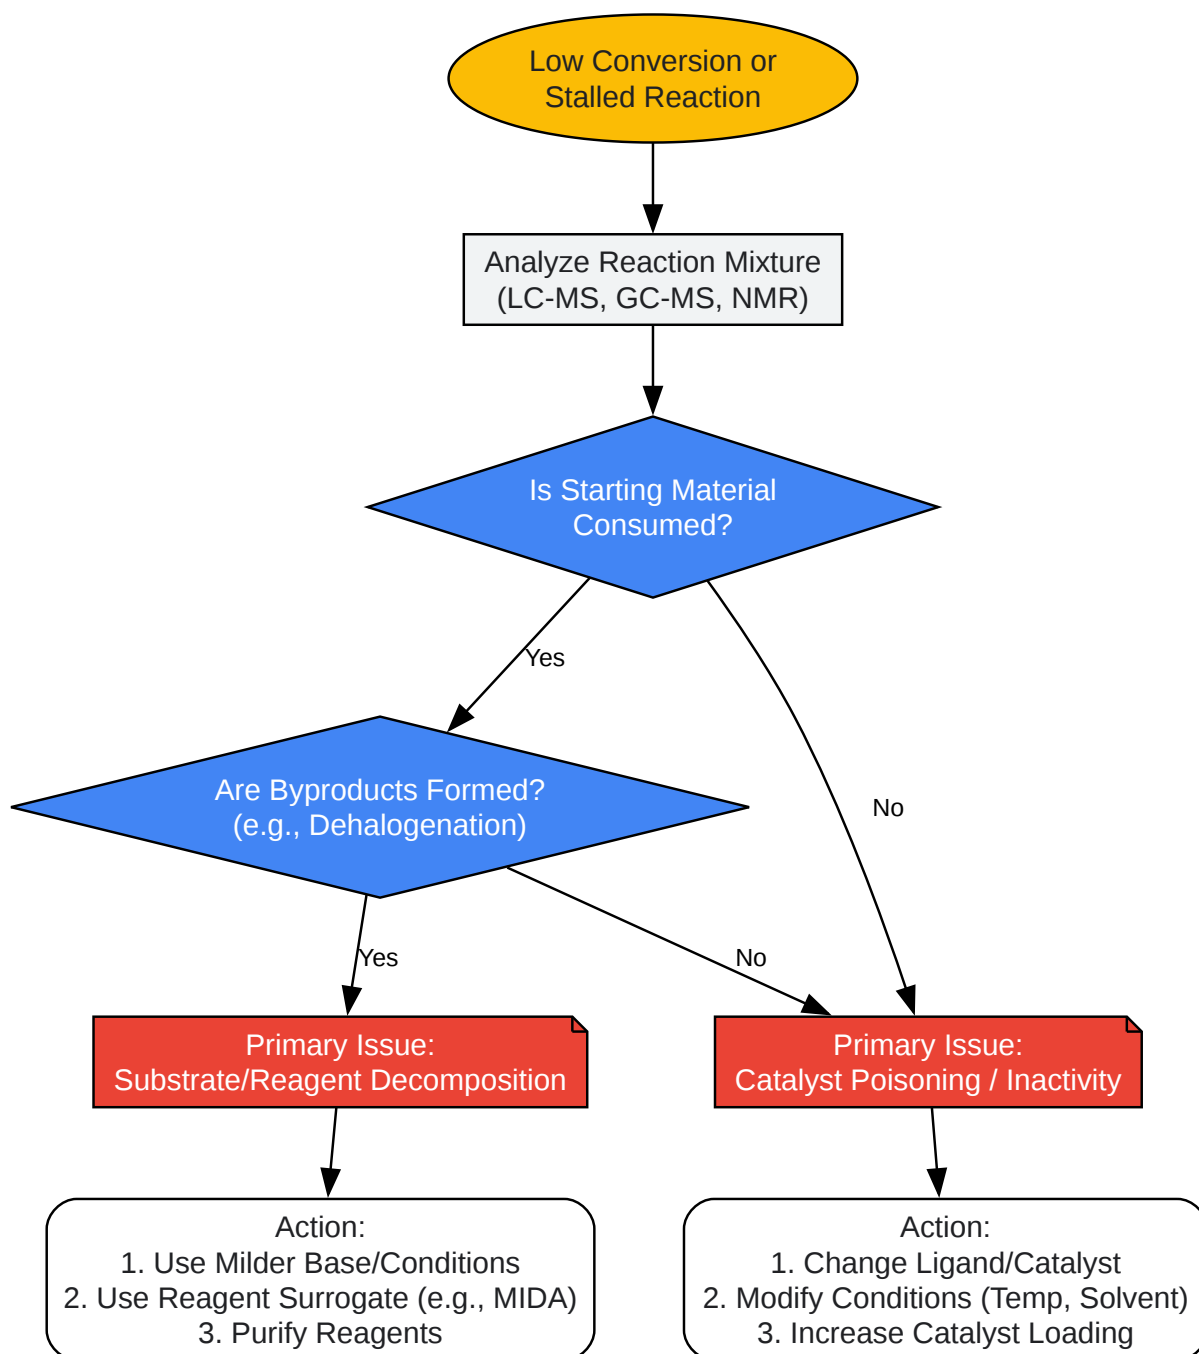 Low Conversion or
Stalled Reaction
Analyze Reaction Mixture
(LC-MS, GC-MS, NMR)
Is Starting Material
Consumed?
Yes
Are Byproducts Formed?
(e.g., Dehalogenation)
No
Yes
No
Primary Issue:
Substrate/Reagent Decomposition
Primary Issue:
Catalyst Poisoning / Inactivity
Action:
1. Use Milder Base/Conditions
2. Use Reagent Surrogate (e.g., MIDA)
3. Purify Reagents
Action:
1. Change Ligand/Catalyst
2. Modify Conditions (Temp, Solvent)
3. Increase Catalyst Loading